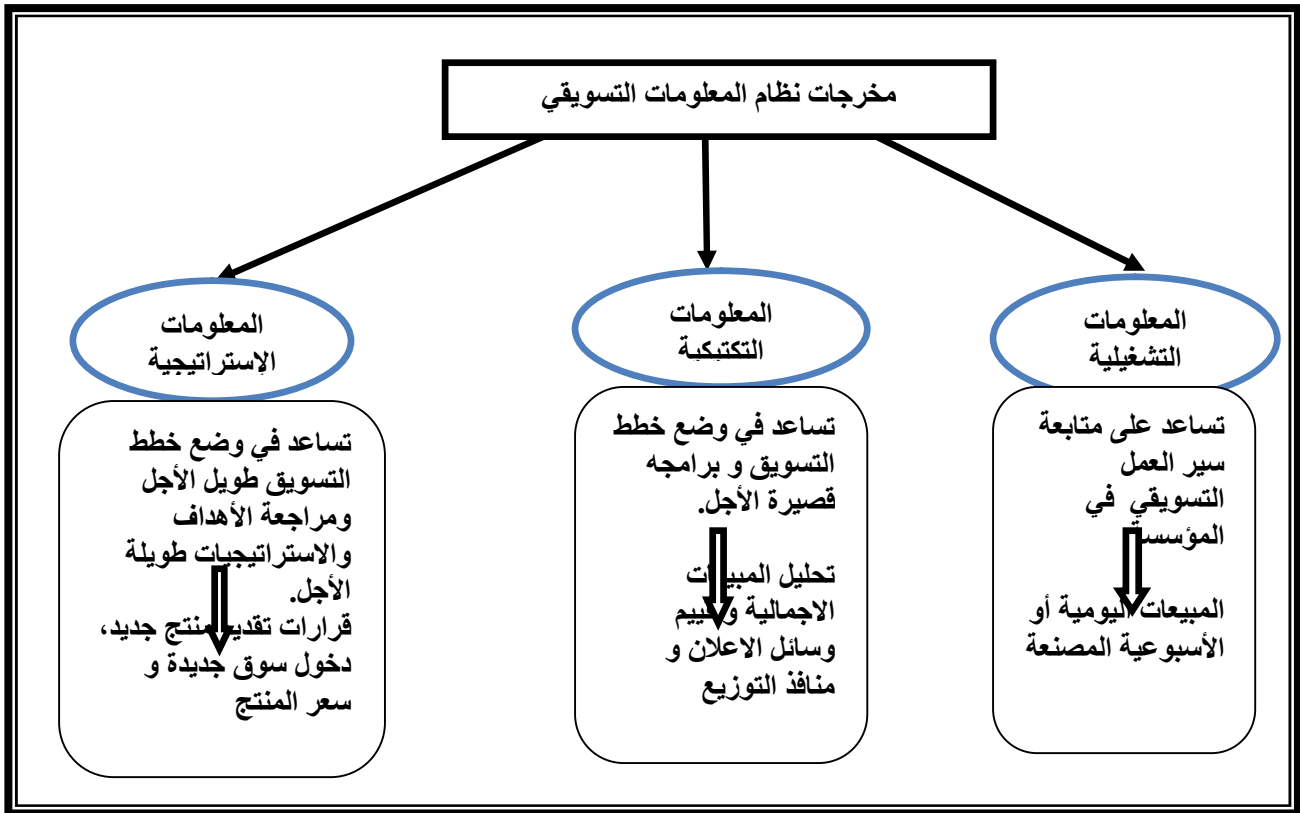 مخرجات نظام المعلومات التسويقي
المعلومات
التشغيلية
تساعد على متابعة
سير العمل
التسويقي في
المؤسسة
المبيعات اليومية أو
الأسبوعية المصنعة
المعلومات
التكتيكية
تساعد في وضع خطط
التسويق و برامجه
قصيرة الأجل.
تحليل المبيعات
الاجمالية وتقييم
وسائل الاعلان و
منافذ التوزيع
المعلومات
الإستراتيجية
تساعد في وضع خطط
التسويق طويل الأجل
ومراجعة الأهداف
والاستراتيجيات طويلة
الأجل.
قرارات تقديم منتج جديد،
دخول سوق جديدة و
سعر المنتج